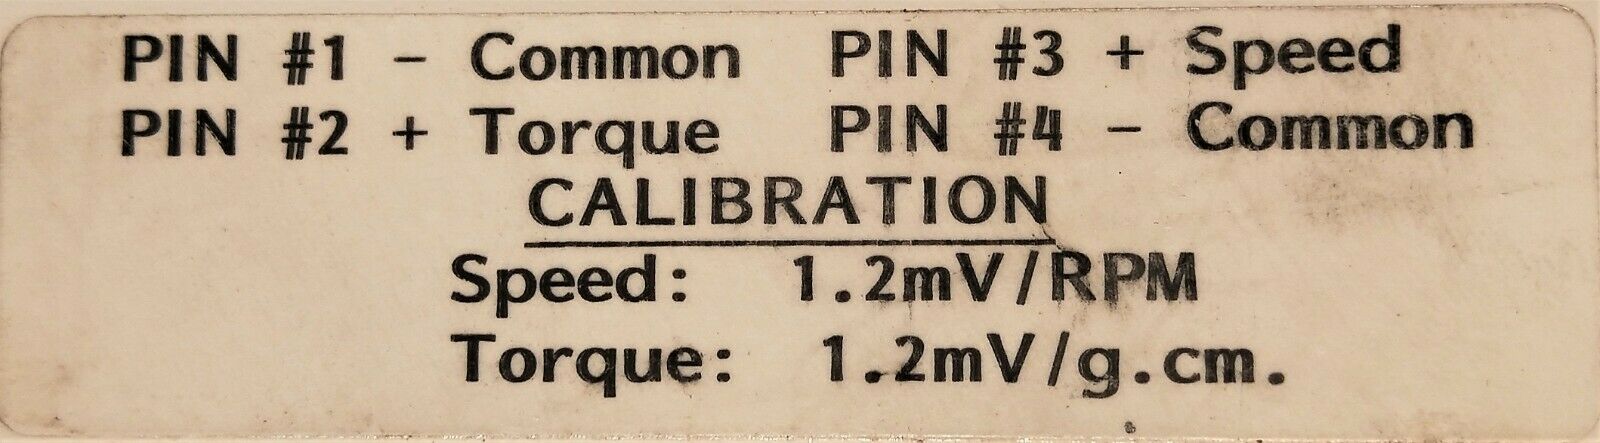 PIN #1 - Common PIN #3 + Speed
PIN #2 + Torque PIN #4 - Common
CALIBRATION
Speed: 1.2mV/RPM
Torque: 1.2mV/g.cm.